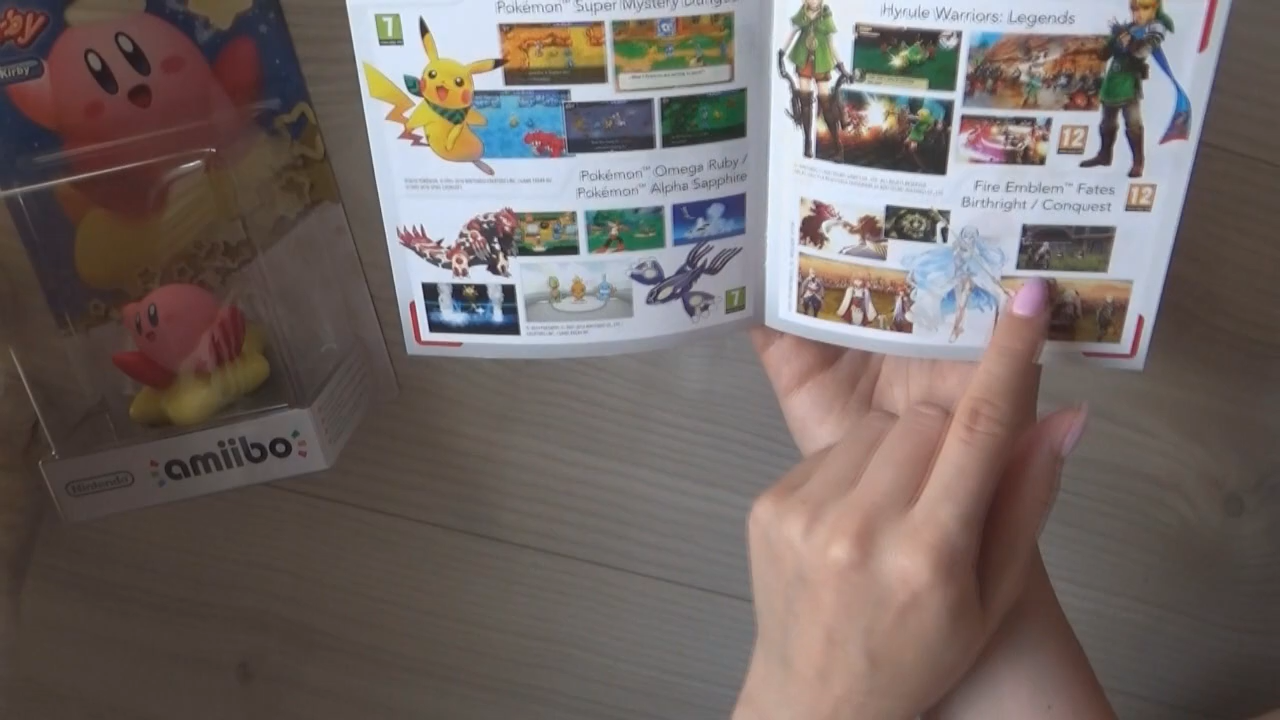 by
Kirby
Nintendo
amiibo
7
Pokémon™ Super Mystery Dungeon
Pokémon™ Omega Ruby /
Pokémon™ Alpha Sapphire
7
Hyrule Warriors: Legends
12
Fire Emblem™ Fates
Birthright / Conquest
12